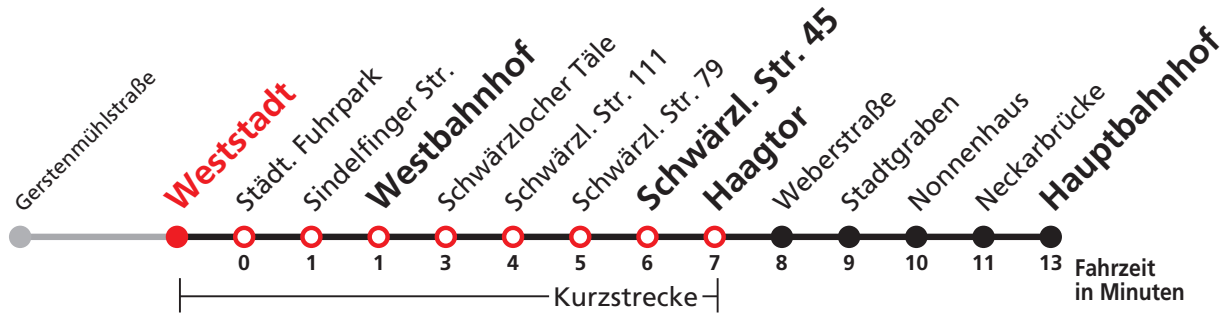 Gerstenmühlstraße
Weststadt
Städt. Fuhrpark
Sindelfinger Str.
Westbahnhof
Schwärzlocher Täle
Schwärzl. Str. 111
Schwärzl. Str. 79
Schwärzl. Str. 45
Haagtor
Weberstraße
Stadtgraben
Nonnenhaus
Neckarbrücke
Hauptbahnhof
0 1 1 3 4 5 6 7 8 9 10 11 13
Fahrzeit
in Minuten
Kurzstrecke